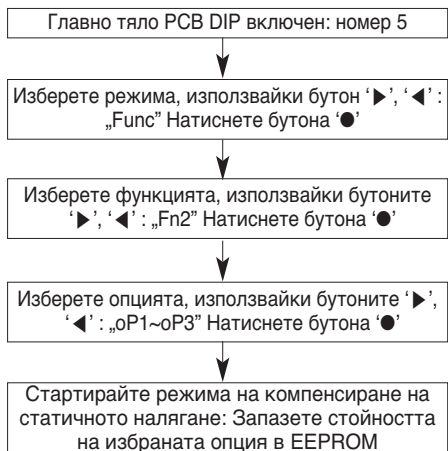 Главно тяло PCB DIP включен: номер 5
Изберете режима, използвайки бутон ‘▶’, ‘◀’ :
„Func” Натиснете бутона ‘●’
Изберете функцията, използвайки бутоните
‘▶’, ‘◀’ : „Fn2” Натиснете бутона ‘●’
Изберете опцията, използвайки бутоните ‘▶’,
‘◀’ : „oP1~oP3” Натиснете бутона ‘●’
Стартирайте режима на компенсиране на
статичното налягане: Запазете стойността
на избраната опция в EEPROM